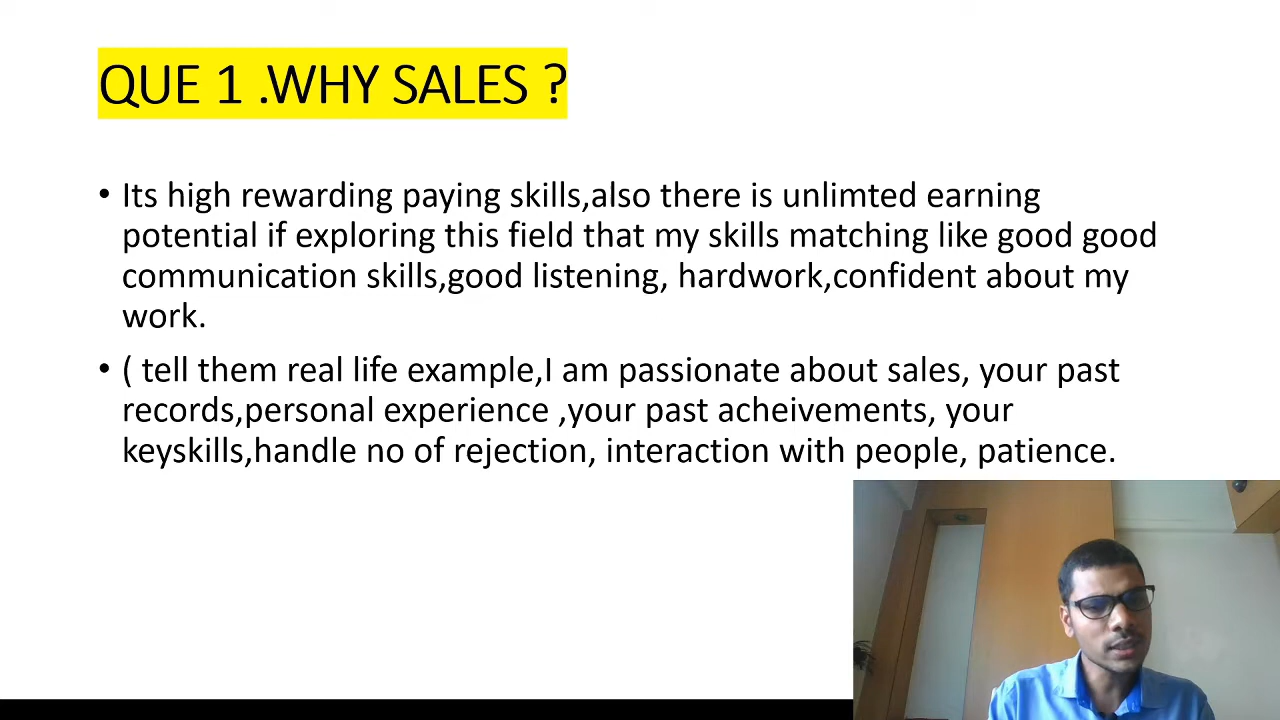 QUE 1 .WHY SALES ?
• Its high rewarding paying skills,also there is unlimted earning
potential if exploring this field that my skills matching like good good
communication skills,good listening, hardwork,confident about my
work.
• ( tell them real life example,I am passionate about sales, your past
records,personal experience ,your past acheivements, your
keyskills,handle no of rejection, interaction with people, patience.